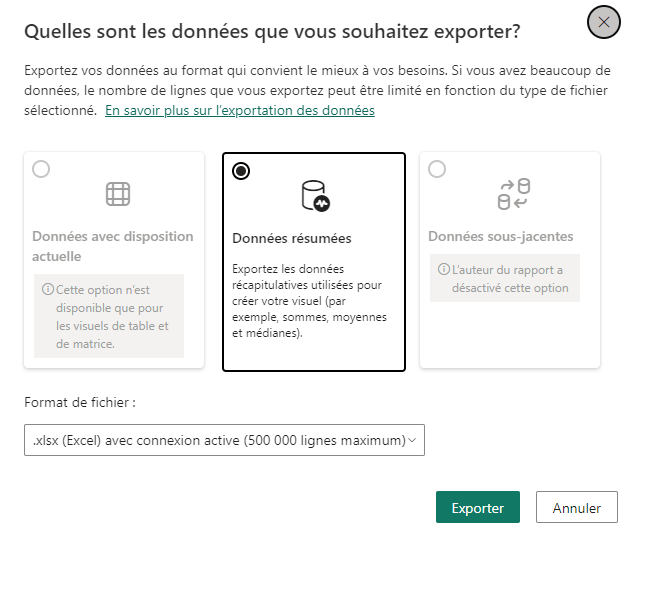 Quelles sont les données que vous souhaitez exporter?
Exportez vos données au format qui convient le mieux à vos besoins. Si vous avez beaucoup de
données, le nombre de lignes que vous exportez peut être limité en fonction du type de fichier
sélectionné. En savoir plus sur l'exportation des données
Données avec disposition
actuelle
Cette option n'est
disponible que pour
les visuels de table et
de matrice.
Données résumées
Exportez les données
récapitulatives utilisées pour
créer votre visuel (par
exemple, sommes, moyennes
et médianes).
Données sous-jacentes
L'auteur du rapport a
désactivé cette option
Format de fichier :
.xlsx (Excel) avec connexion active (500 000 lignes maximum)
Exporter
Annuler